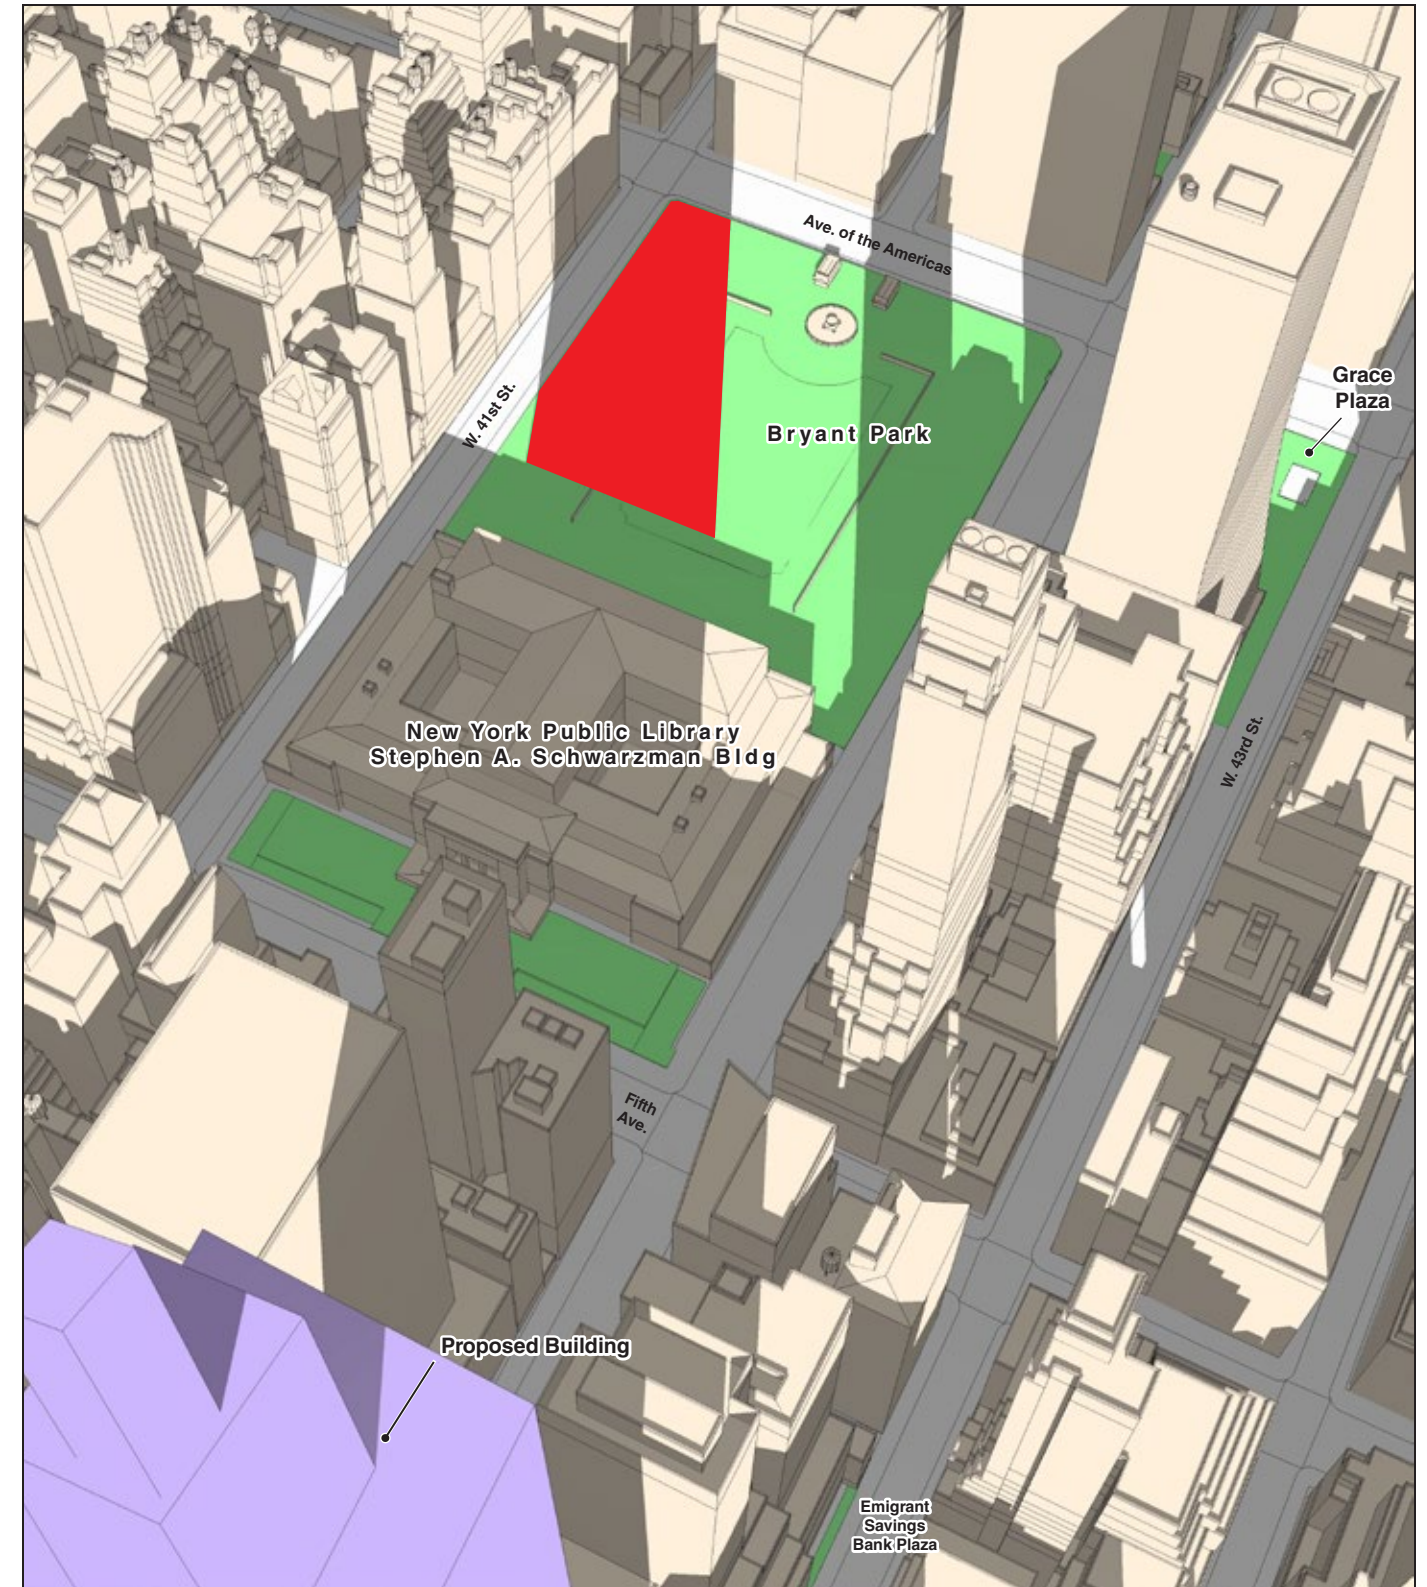 Ave. of the Americas
Grace
Plaza
W. 41st St.
Bryant Park
New York Public Library
Stephen A. Schwarzman Bldg
W. 43rd St.
Fifth
Ave.
Proposed Building
Emigrant
Savings
Bank Plaza